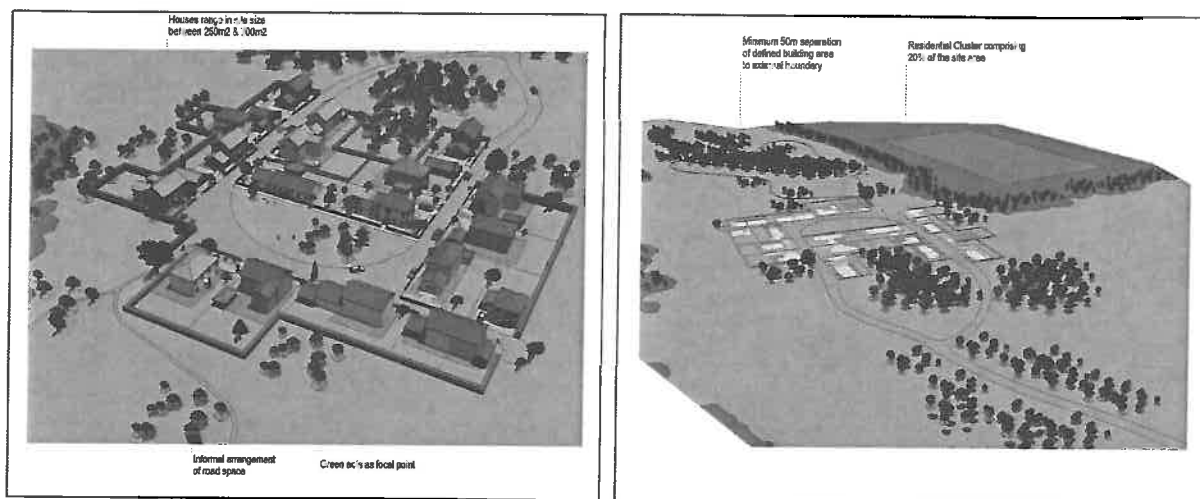 Houses range in site size
between 250m2 & 700m2
Informal arrangement
of road space
Green as focal point
Minimum 50m separation
of defined building area
to external boundary
Residential Cluster comprising
20% of the site area